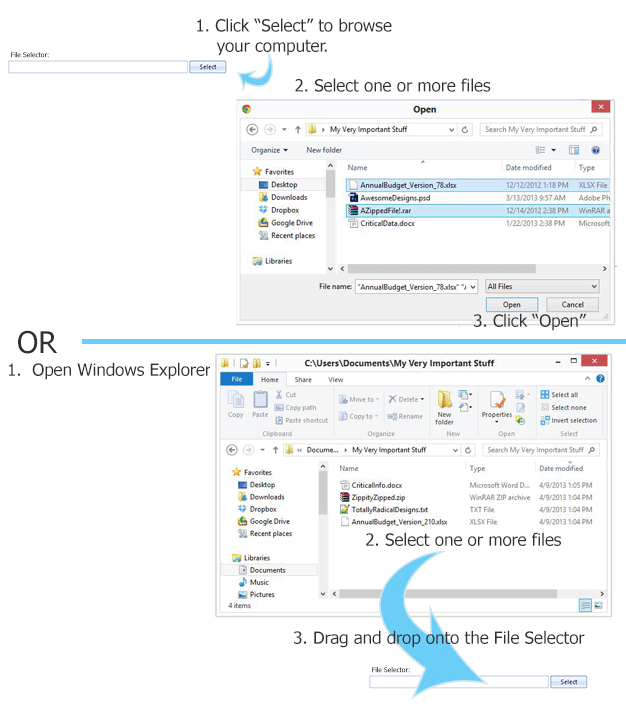 1. Click “Select” to browse
your computer.
File Selector:
Select
2. Select one or more files
Open
My Very Important Stuff
Search My Very Important Stuff
Organize
New folder
Name
Date modified
Type
Favorites
Desktop
Downloads
Dropbox
Google Drive
Recent places
Libraries
AnnualBudget_Version_78.xlsx 12/12/2012 1:18 PM XLSX File
AwesomeDesigns.psd 3/13/2013 9:57 AM Adobe Ph
AZippedFile!.rar 12/14/2012 2:38 PM WinRAR a
CriticalData.docx 1/22/2013 2:38 PM Microsoft
File name: "AnnualBudget_Version_78.xlsx" "A
All Files
Open Cancel
3. Click “Open”
OR
1. Open Windows Explorer
C:\Users\Documents\My Very Important Stuff
File Home Share View
Copy
Paste
Cut
Copy path
Paste shortcut
Clipboard
Move to
Copy to
Delete
Rename
Organize
New
folder
New
Properties
Open
Select all
Select none
Invert selection
Select
« Docume... My Very Important Stuff
Search My Very Important Stuff
Name Type Date modified
Favorites
Desktop
Downloads
Dropbox
Google Drive
Recent places
Libraries
Documents
Music
Pictures
CriticalInfo.docx Microsoft Word D... 4/9/2013 1:05 PM
ZippityZipped.zip WinRAR ZIP archive 4/9/2013 1:04 PM
TotallyRadicalDesigns.txt TXT File 4/9/2013 1:04 PM
AnnualBudget_Version_210.xlsx XLSX File 4/9/2013 1:04 PM
2. Select one or more files
4 items
3. Drag and drop onto the File Selector
File Selector:
Select